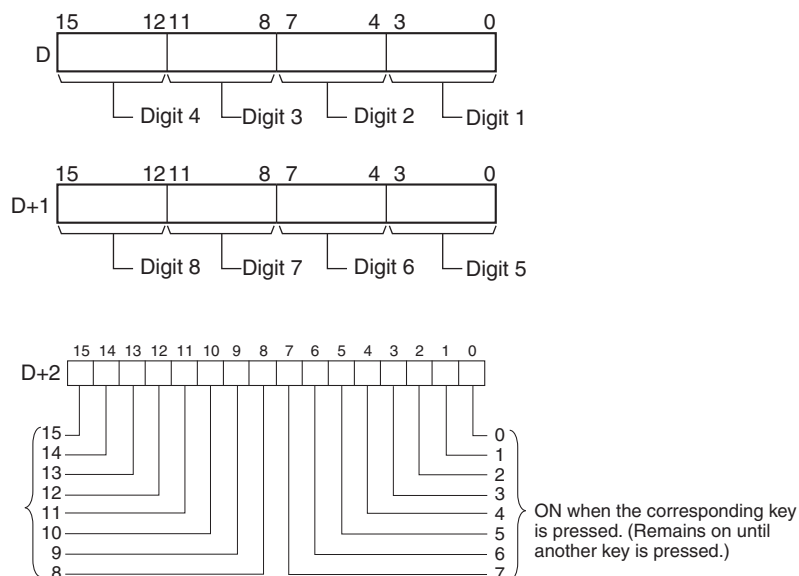 15 12 11 8 7 4 3 0
D
Digit 4 Digit 3 Digit 2 Digit 1
15 12 11 8 7 4 3 0
D+1
Digit 8 Digit 7 Digit 6 Digit 5
15 14 13 12 11 10 9 8 7 6 5 4 3 2 1 0
D+2
15 0
14 1
13 2
12 3
11 4
10 5
9 6
8 7
ON when the corresponding key
is pressed. (Remains on until
another key is pressed.)